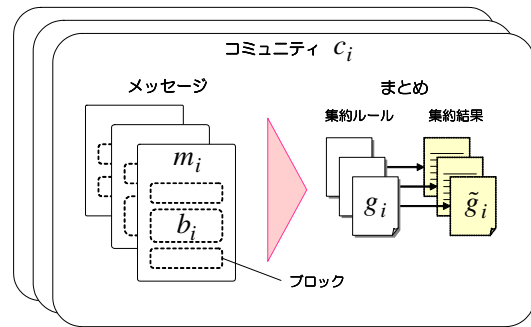 コミュニティ c_i
メッセージ
まとめ
集約ルール
集約結果
m_i
b_i
g_i
g̃_i
ブロック